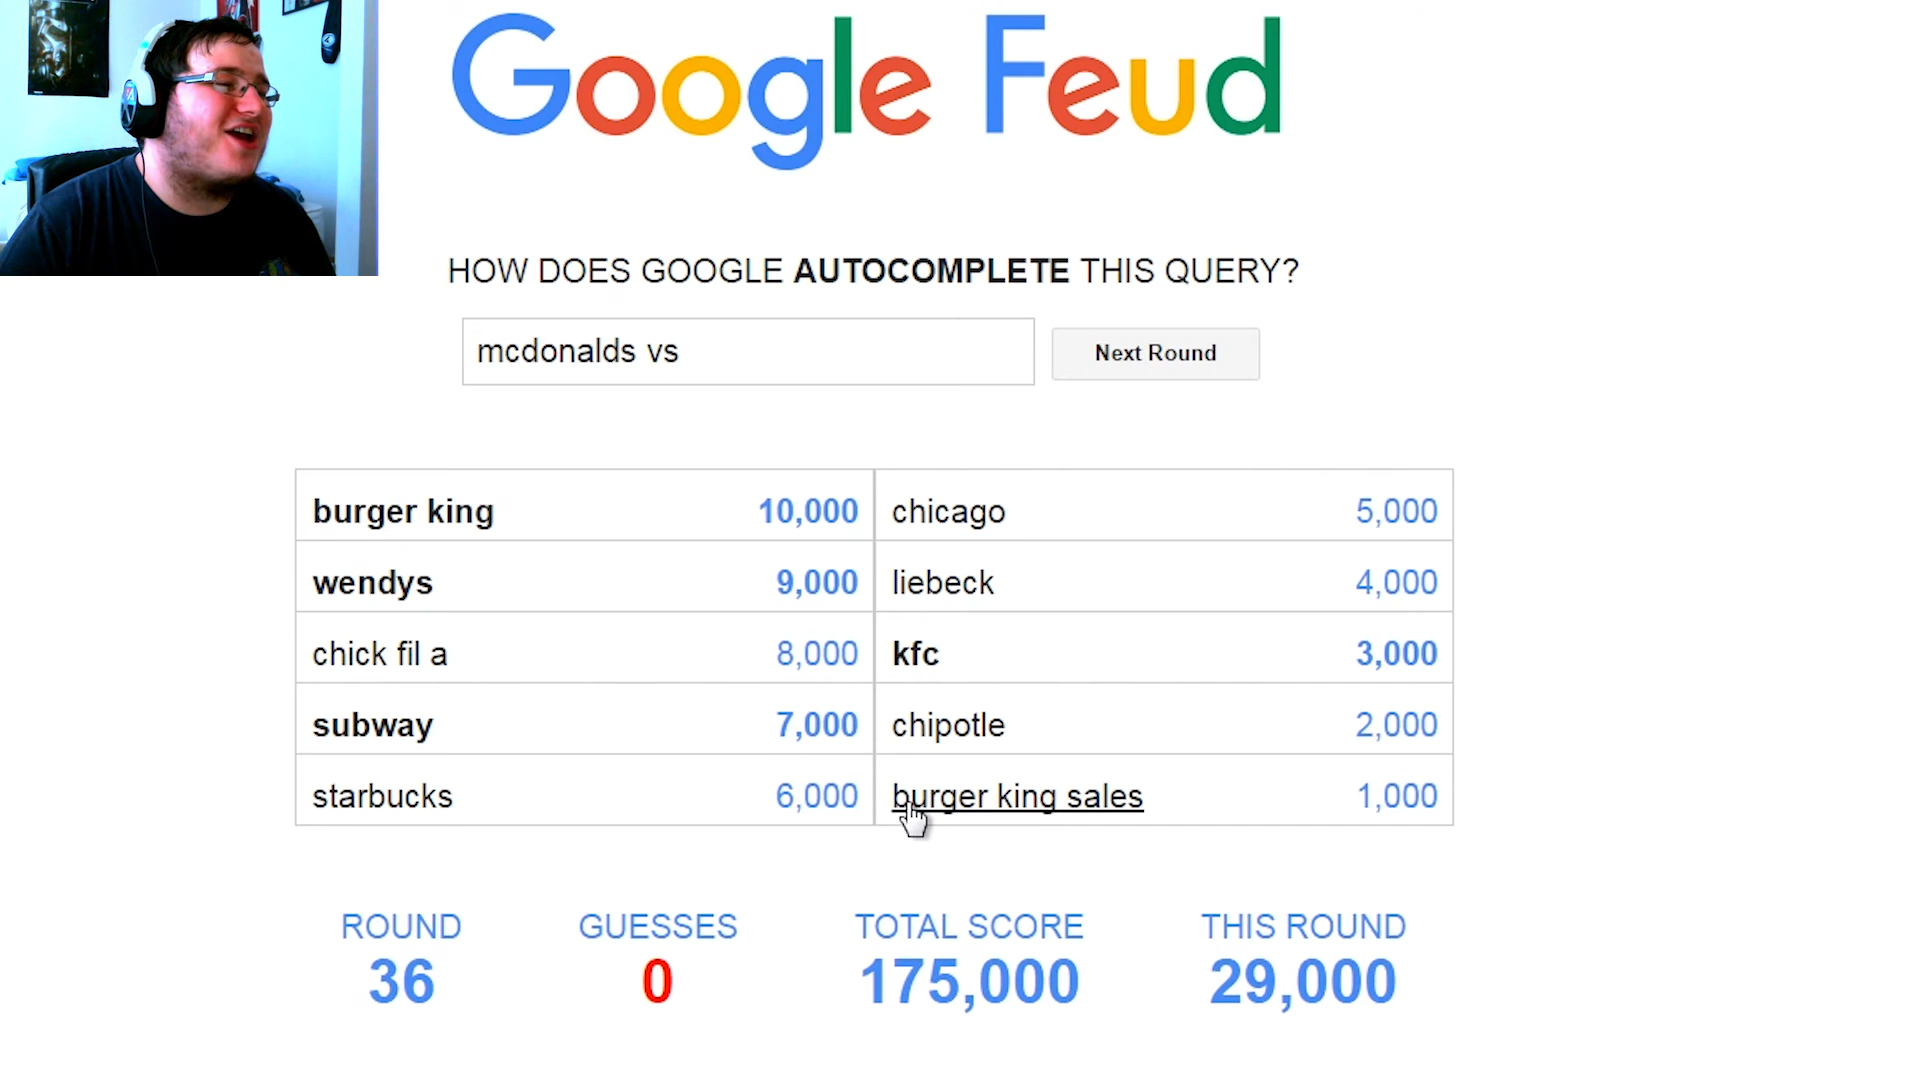 Google Feud
HOW DOES GOOGLE AUTOCOMPLETE THIS QUERY?
mcdonalds vs
Next Round
burger king 10,000
wendys 9,000
chick fil a 8,000
subway 7,000
starbucks 6,000
chicago 5,000
liebeck 4,000
kfc 3,000
chipotle 2,000
burger king sales 1,000
ROUND
36
GUESSES
0
TOTAL SCORE
175,000
THIS ROUND
29,000